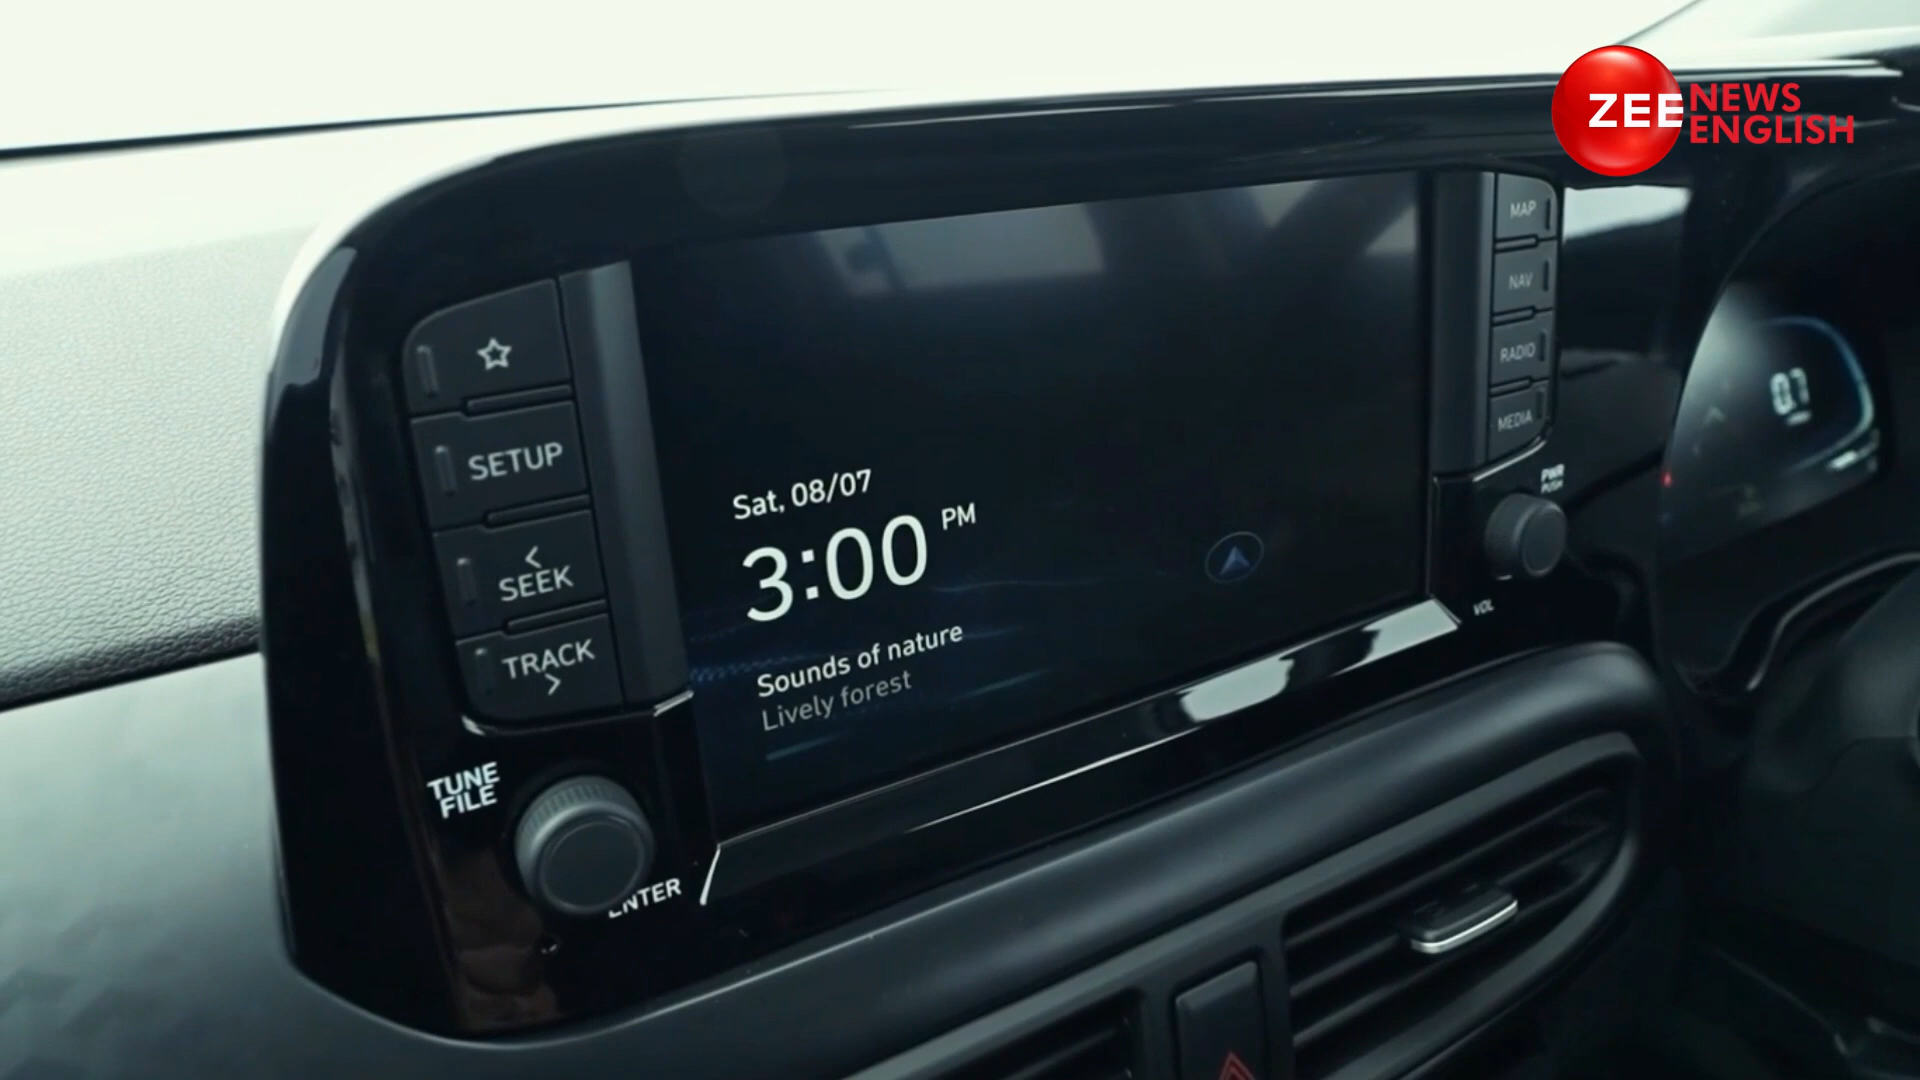 ZEE NEWS
ENGLISH
MAP
NAV
RADIO
MEDIA
PWR
PUSH
VOL
SETUP
<
SEEK
TRACK
>
TUNE
FILE
ENTER
Sat, 08/07
3:00 PM
Sounds of nature
Lively forest